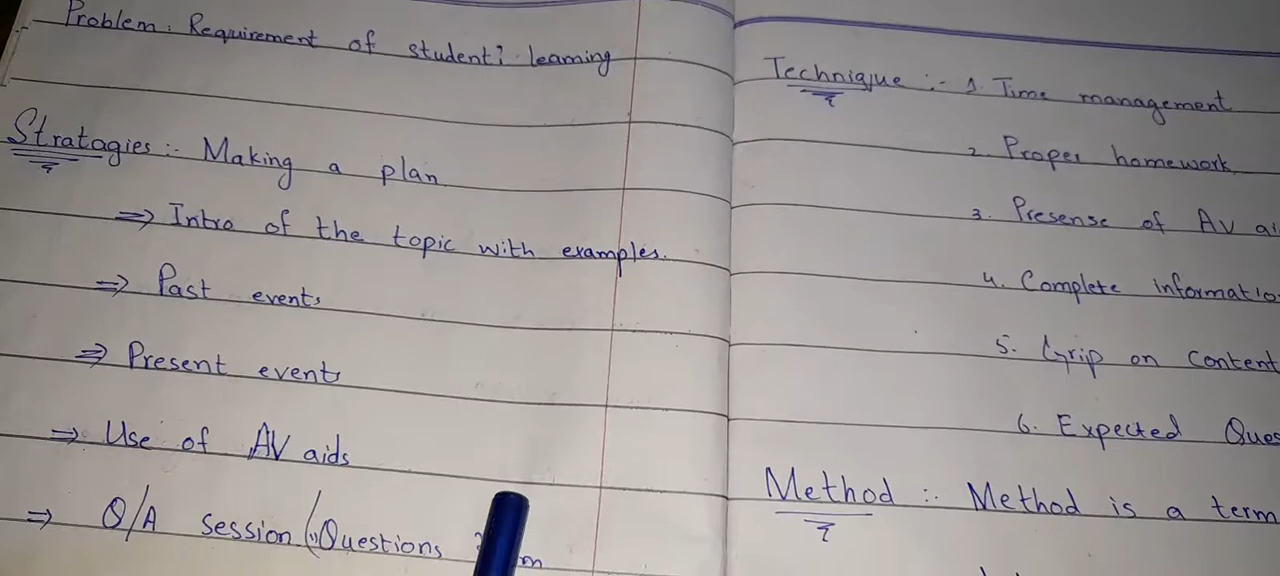 Problem: Requirement of student: learning
Stratagies :- Making a plan
⇒ Intro of the topic with examples.
⇒ Past events
⇒ Present events
⇒ Use of AV aids
⇒ Q/A session (Questions
Technique :- 1. Time management
2. Proper homework
3. Presense of AV
4. Complete
5. Grip on Content
6. Expected
Method :- Method is a term